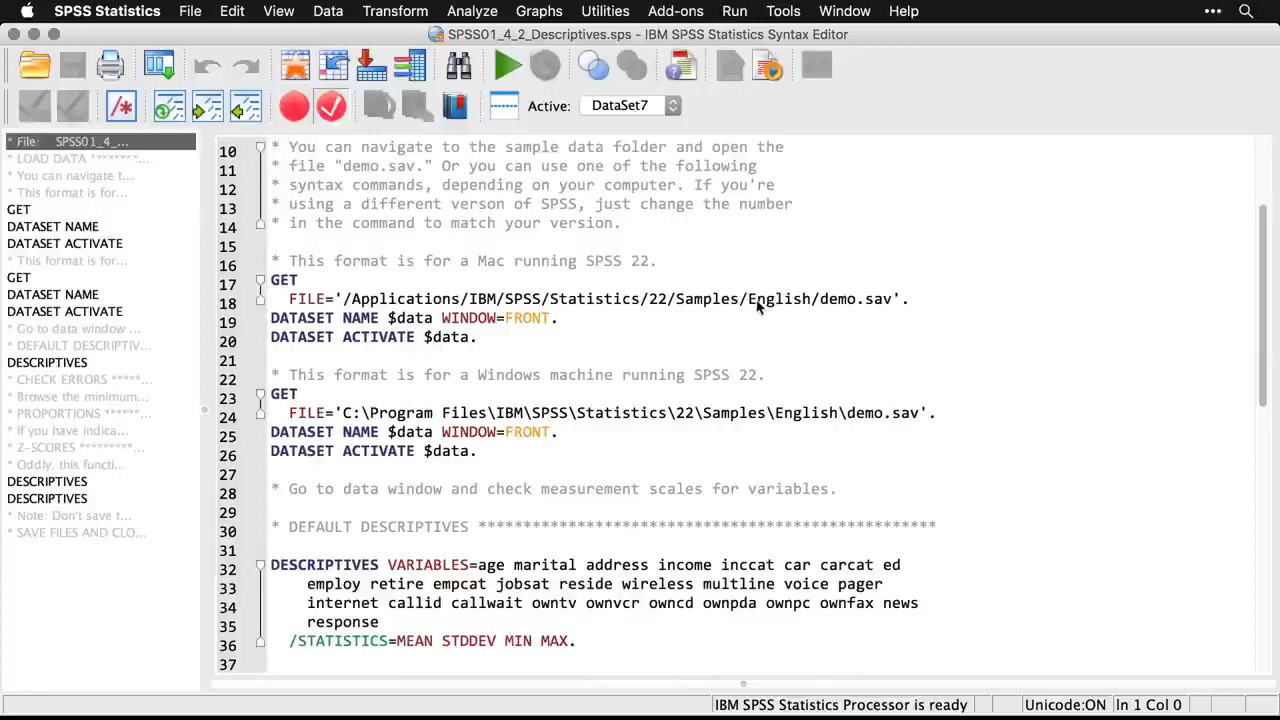 SPSS Statistics File Edit View Data Transform Analyze Graphs Utilities Add-ons Run Tools Window Help
SPSS01_4_2_Descriptives.sps - IBM SPSS Statistics Syntax Editor
Active: DataSet7
* File: SPSS01_4_...
* LOAD DATA *******...
* You can navigate t...
* This format is for...
GET
DATASET NAME
DATASET ACTIVATE
* This format is for...
GET
DATASET NAME
DATASET ACTIVATE
* Go to data window ...
* DEFAULT DESCRIPTIV...
DESCRIPTIVES
* CHECK ERRORS *****...
* Browse the minimum...
* PROPORTIONS ******...
* If you have indica...
* Z-SCORES *********...
* Oddly, this functi...
DESCRIPTIVES
DESCRIPTIVES
* Note: Don't save t...
* SAVE FILES AND CLO...
10 * You can navigate to the sample data folder and open the
11 * file "demo.sav." Or you can use one of the following
12 * syntax commands, depending on your computer. If you're
13 * using a different verson of SPSS, just change the number
14 * in the command to match your version.
15
16 * This format is for a Mac running SPSS 22.
17 GET
18 FILE='/Applications/IBM/SPSS/Statistics/22/Samples/English/demo.sav'.
19 DATASET NAME $data WINDOW=FRONT.
20 DATASET ACTIVATE $data.
21
22 * This format is for a Windows machine running SPSS 22.
23 GET
24 FILE='C:\Program Files\IBM\SPSS\Statistics\22\Samples\English\demo.sav'.
25 DATASET NAME $data WINDOW=FRONT.
26 DATASET ACTIVATE $data.
27
28 * Go to data window and check measurement scales for variables.
29
30 * DEFAULT DESCRIPTIVES ***************************************************
31
32 DESCRIPTIVES VARIABLES=age marital address income inccat car carcat ed
33 employ retire empcat jobsat reside wireless multline voice pager
34 internet callid callwait owntv ownvcr owncd ownpda ownpc ownfax news
35 response
36 /STATISTICS=MEAN STDDEV MIN MAX.
37
IBM SPSS Statistics Processor is ready Unicode:ON In 1 Col 0